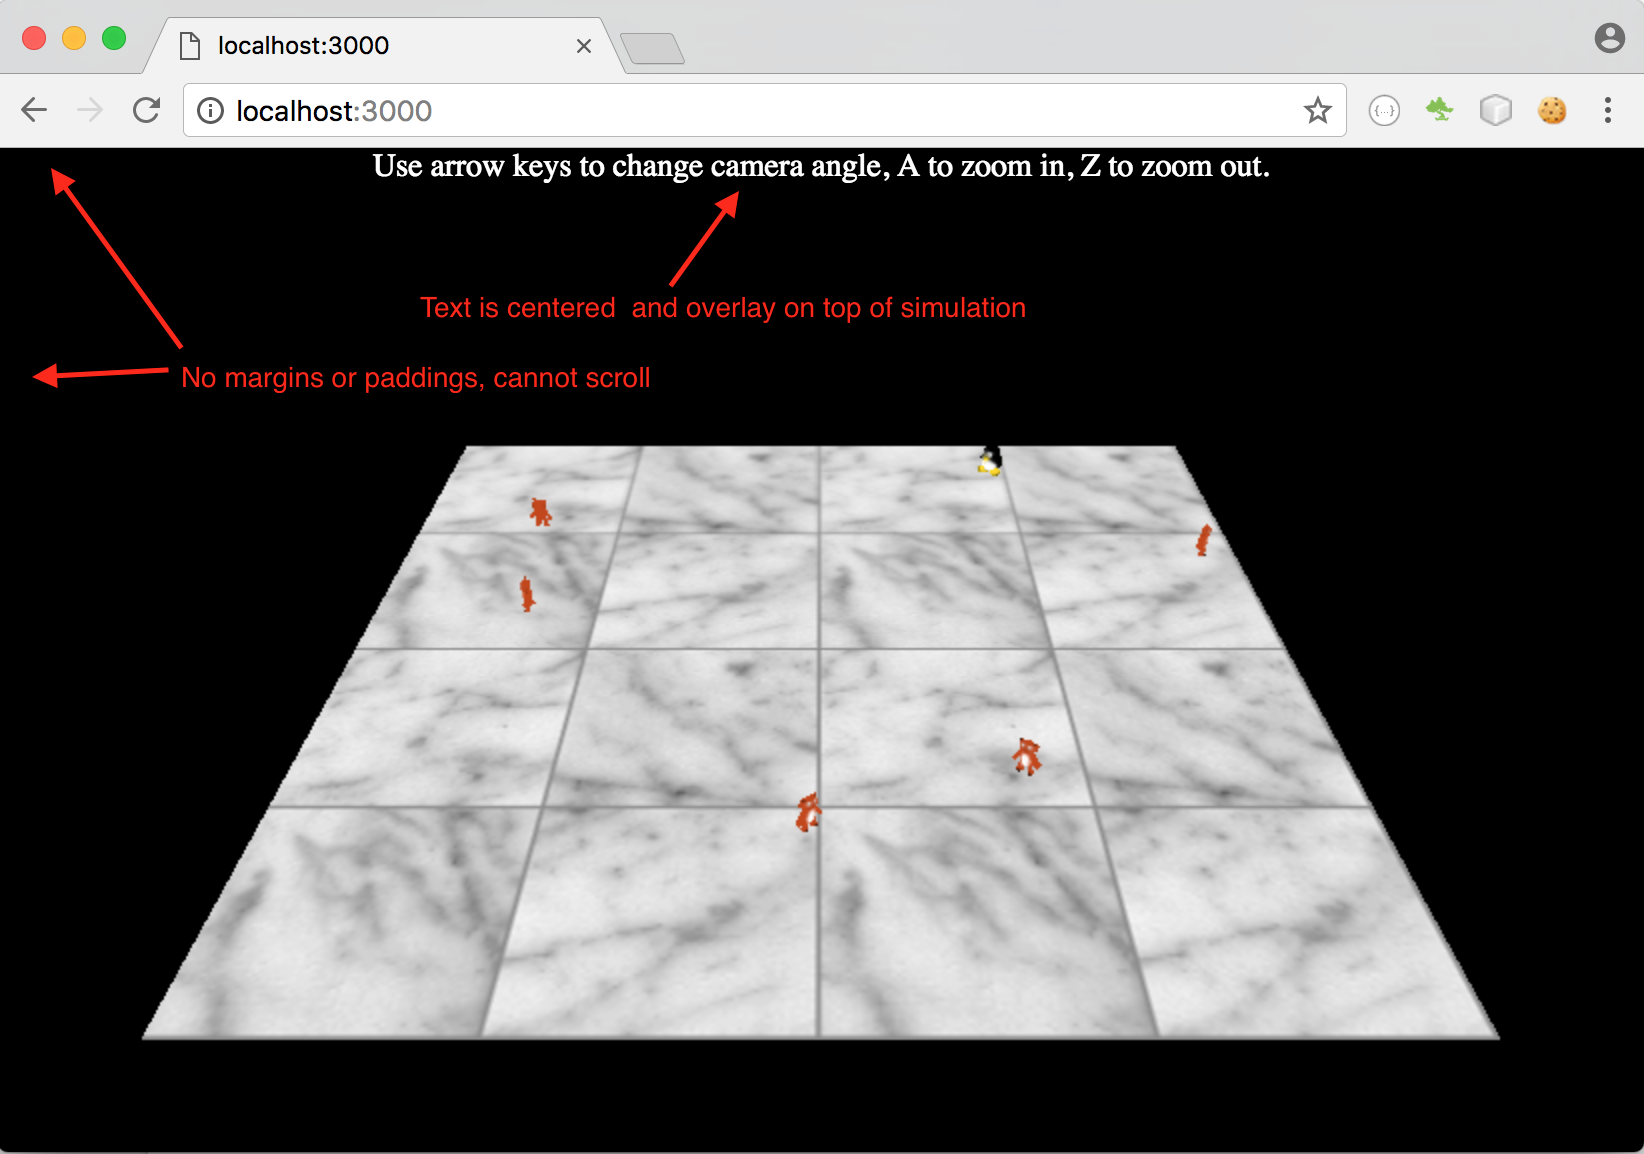 localhost:3000
localhost:3000
Use arrow keys to change camera angle, A to zoom in, Z to zoom out.
Text is centered  and overlay on top of simulation
No margins or paddings, cannot scroll